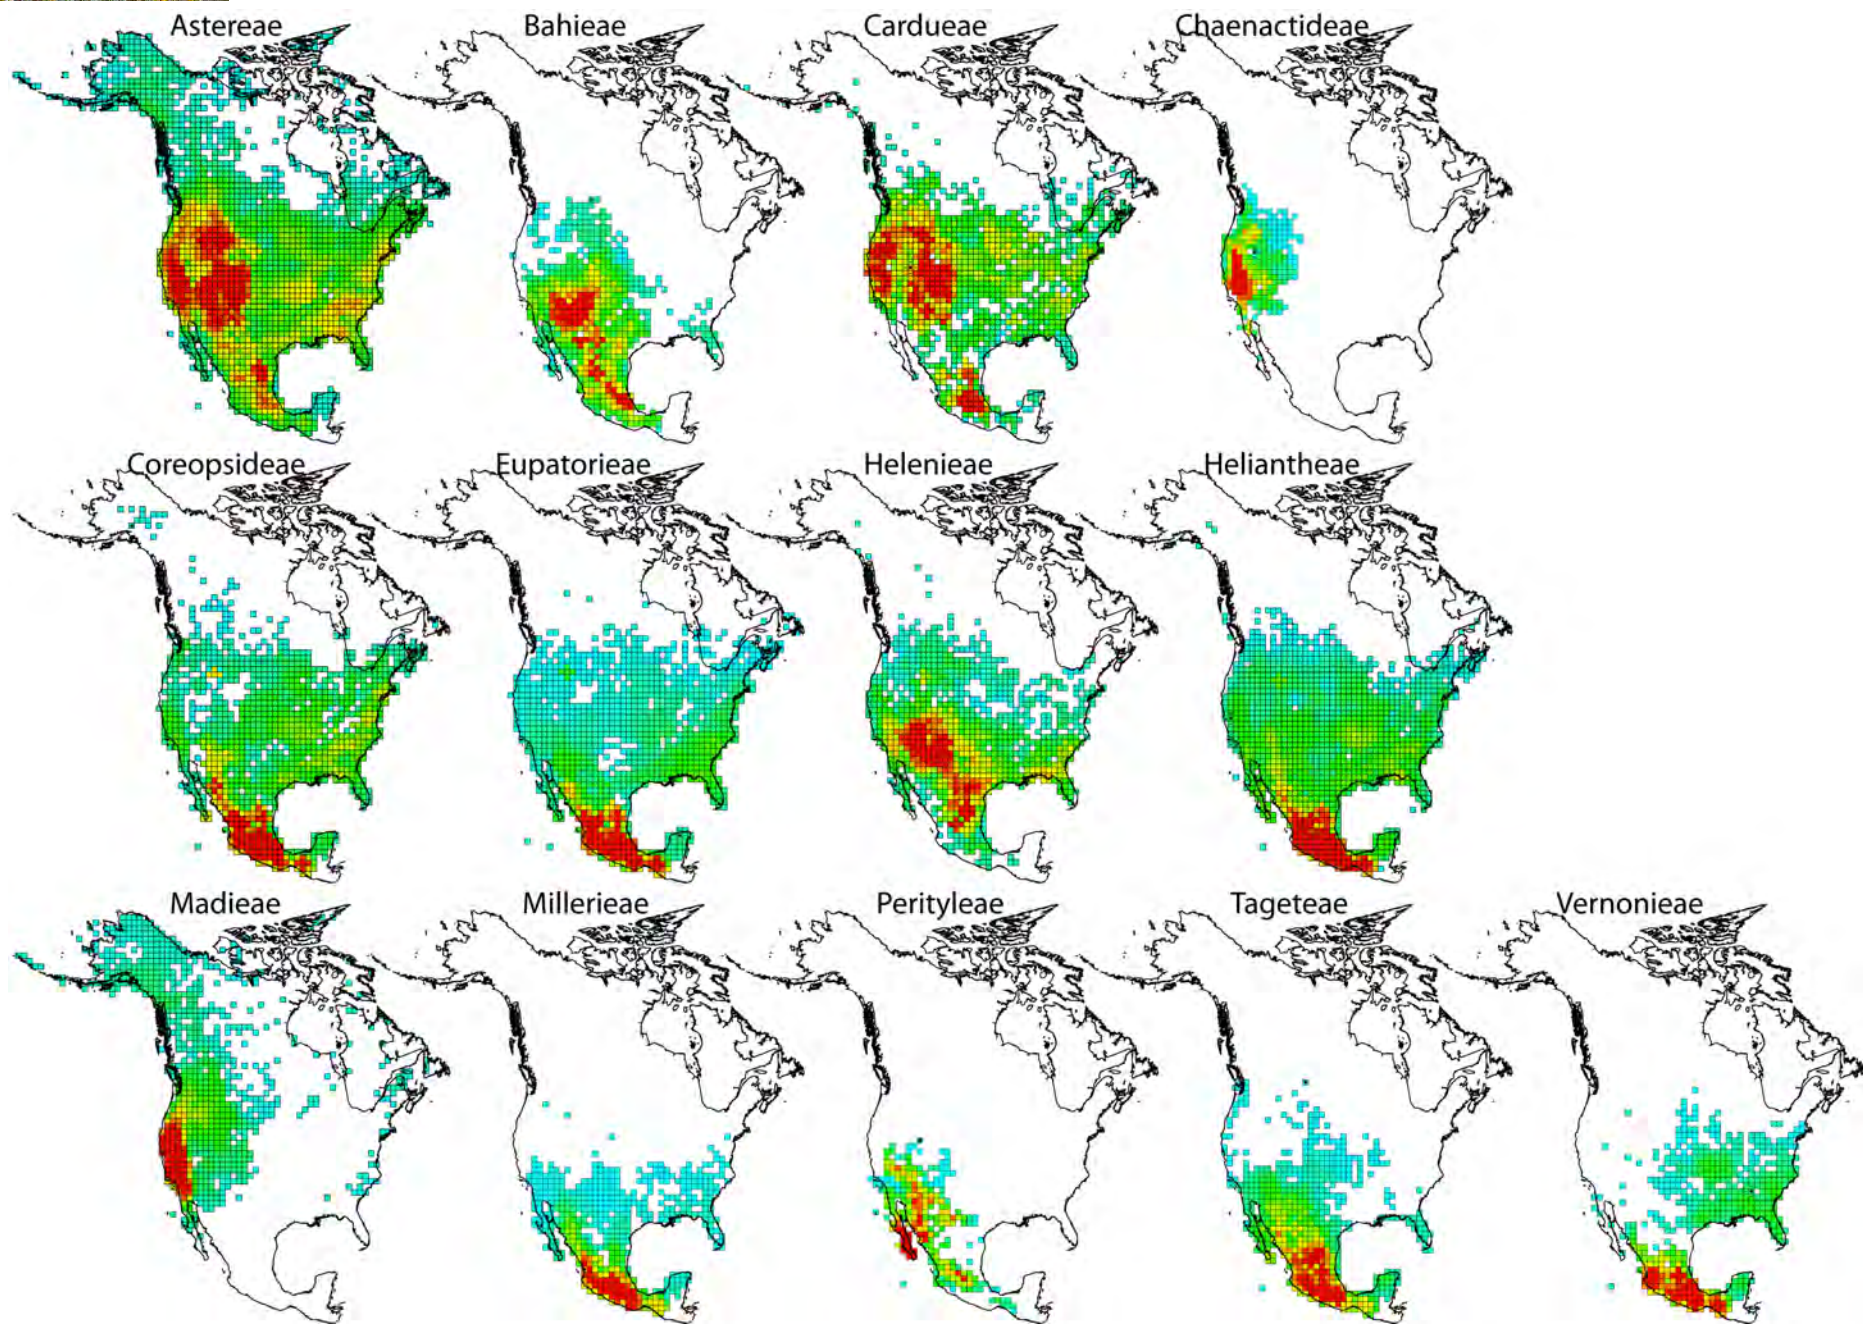 Astereae Bahieae Cardueae Chaenactideae
Coreopsideae Eupatorieae Helenieae Heliantheae
Madieae Millerieae Perityleae Tageteae Vernonieae